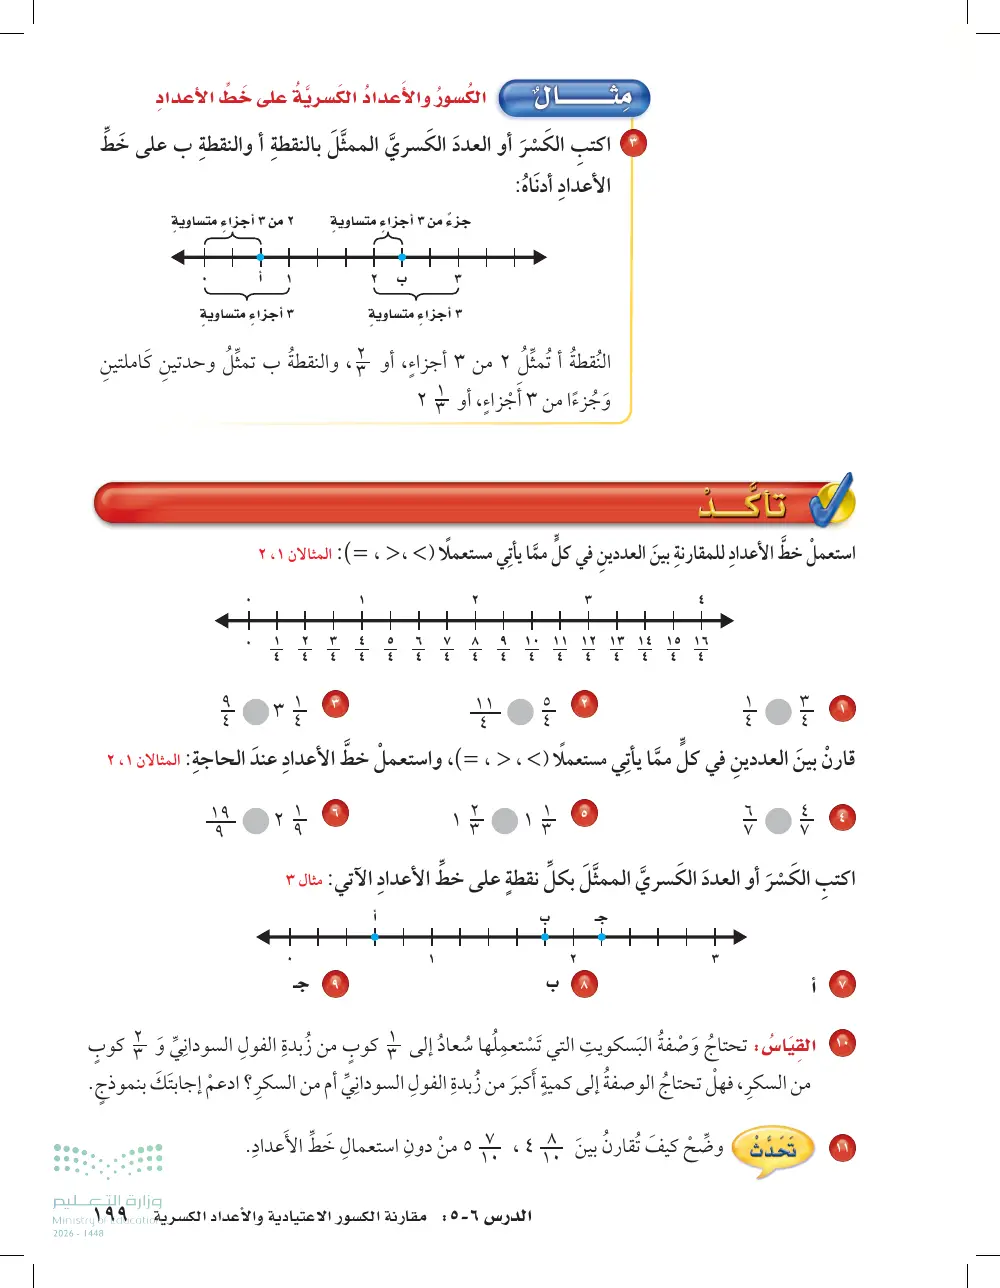 مِثَـــالٌ الكُسورُ والأَعدادُ الكَسريَّةُ على خَطِّ الأعدادِ
٣ اكتبِ الكَسْرَ أو العددَ الكَسريَّ الممثَّلَ بالنقطةِ أ والنقطةِ ب على خَطِّ
الأعدادِ أدنَاهُ:
٢ من ٣ أجزاءٍ متساويةٍ جزءً من ٣ أجزاءٍ متساويةٍ
٠ أ ١ ٢ ب ٣
٣ أجزاءٍ متساويةٍ ٣ أجزاءٍ متساويةٍ
النُقطةُ أ تُمثِّلُ ٢ من ٣ أجزاءٍ، أو ٢/٣، والنقطةُ ب تمثِّلُ وحدتينِ كَاملتينِ
وَجُزءًا من ٣ أَجْزاءٍ، أو ١/٣ ٢
تأكَّــدْ
استعملْ خطَّ الأعدادِ للمقارنةِ بينَ العددينِ في كلٍّ ممَّا يأتِي مستعملًا (>، <، =): المثالان ١، ٢
٠ ١ ٢ ٣ ٤
٠ ١/٤ ٢/٤ ٣/٤ ٤/٤ ٥/٤ ٦/٤ ٧/٤ ٨/٤ ٩/٤ ١٠/٤ ١١/٤ ١٢/٤ ١٣/٤ ١٤/٤ ١٥/٤ ١٦/٤
١ ٣/٤ ١/٤ ٢ ٥/٤ ١١/٤ ٣ ١/٤ ٣ ٩/٤
قارنْ بينَ العددينِ في كلٍّ ممَّا يأتِي مستعملًا (>، <، =)، واستعملْ خطَّ الأعدادِ عندَ الحاجةِ: المثالان ١، ٢
٤ ٤/٧ ٦/٧ ٥ ١/٣ ١ ٢/٣ ١ ٦ ١/٩ ٢ ١٩/٩
اكتبِ الكَسْرَ أو العددَ الكَسريَّ الممثَّلَ بكلِّ نقطةٍ على خطِّ الأعدادِ الآتي: مثال ٣
أ ب جـ
٠ ١ ٢ ٣
٧ أ ٨ ب ٩ جـ
١٠ القِيَاسُ: تحتاجُ وَصْفةُ البَسكويتِ التي تَسْتعمِلُها سُعادُ إلى ١/٣ كوبٍ من زُبدةِ الفولِ السودانِيِّ وَ ٢/٣ كوبٍ
من السكرِ، فهلْ تحتاجُ الوصفةُ إلى كميةٍ أَكبرَ من زُبدةِ الفولِ السودانِيِّ أم من السكرِ؟ ادعمْ إجابتَكَ بنموذجٍ.
١١ تَحَدَّثْ وضِّحْ كيفَ تُقارنُ بينَ ٨/١٠ ٤ ، ٧/١٠ ٥ منْ دونِ استعمالِ خَطِّ الأَعدادِ.
الدرس ٦-٥: مقارنة الكسور الاعتيادية والأعداد الكسرية ١٩٩
وزارة التعليم
Ministry of Education
2026 - 1448